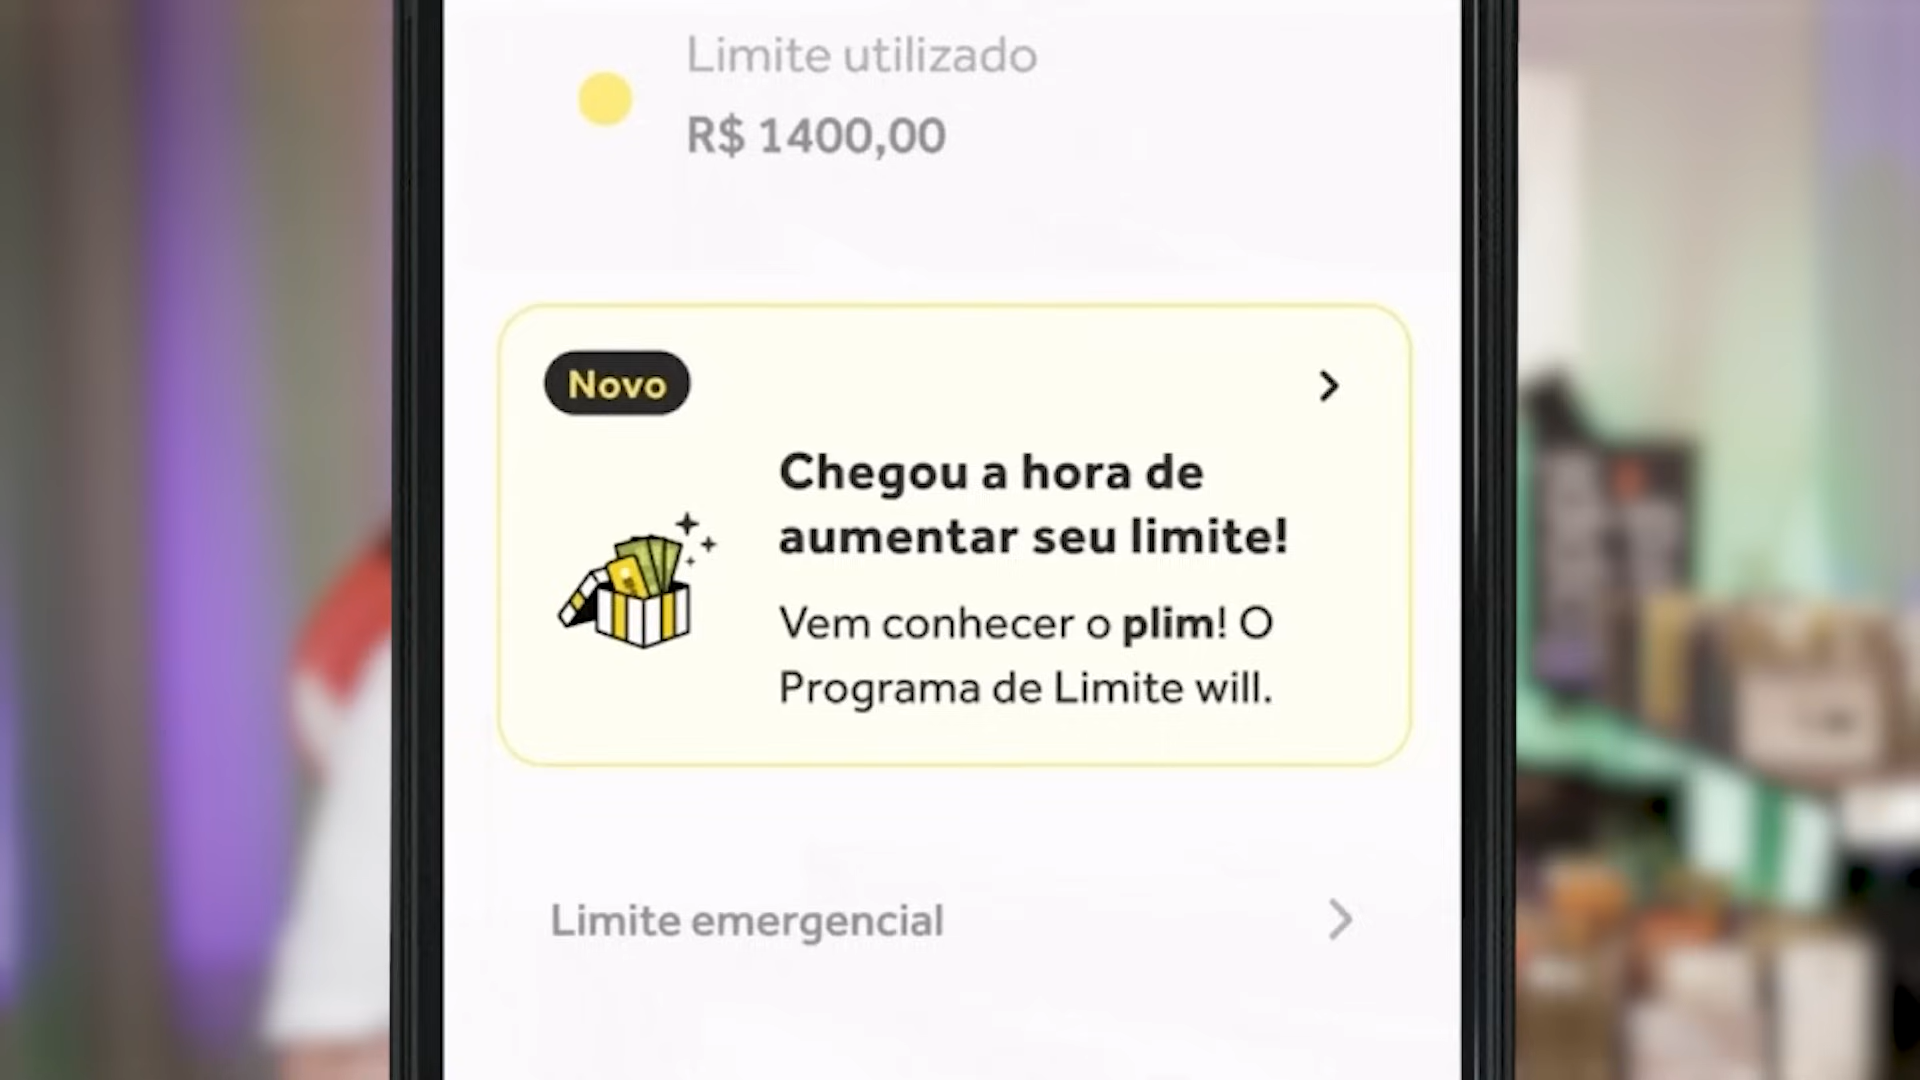 Limite utilizado
R$ 1400,00
Novo
Chegou a hora de
aumentar seu limite!
Vem conhecer o plim! O
Programa de Limite will.
Limite emergencial